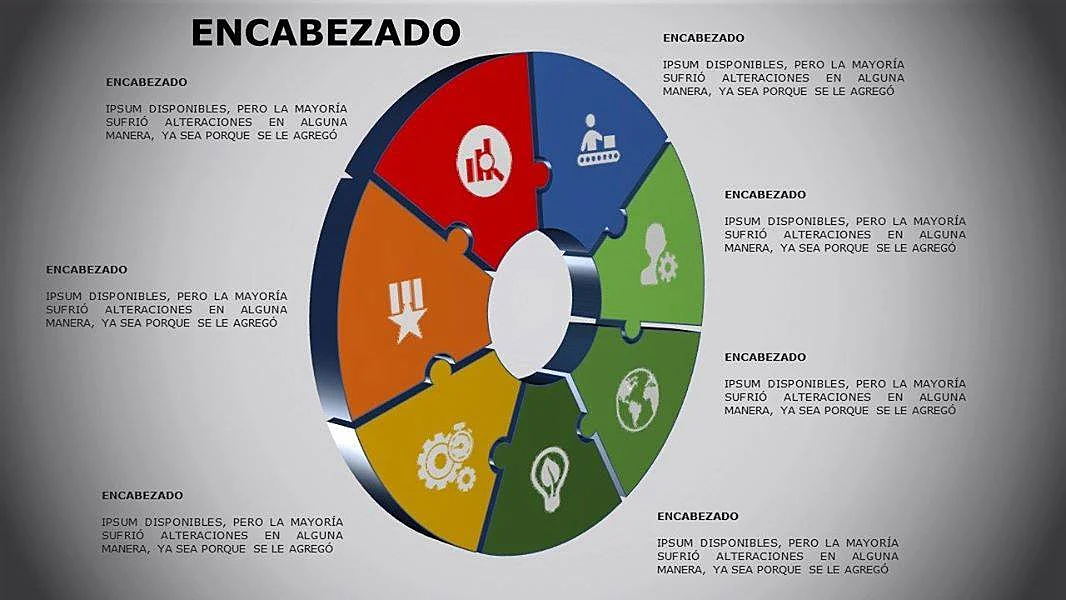 ENCABEZADO
ENCABEZADO
IPSUM DISPONIBLES, PERO LA MAYORÍA
SUFRIÓ ALTERACIONES EN ALGUNA
MANERA, YA SEA PORQUE SE LE AGREGÓ
ENCABEZADO
IPSUM DISPONIBLES, PERO LA MAYORÍA
SUFRIÓ ALTERACIONES EN ALGUNA
MANERA, YA SEA PORQUE SE LE AGREGÓ
ENCABEZADO
IPSUM DISPONIBLES, PERO LA MAYORÍA
SUFRIÓ ALTERACIONES EN ALGUNA
MANERA, YA SEA PORQUE SE LE AGREGÓ
ENCABEZADO
IPSUM DISPONIBLES, PERO LA MAYORÍA
SUFRIÓ ALTERACIONES EN ALGUNA
MANERA, YA SEA PORQUE SE LE AGREGÓ
ENCABEZADO
IPSUM DISPONIBLES, PERO LA MAYORÍA
SUFRIÓ ALTERACIONES EN ALGUNA
MANERA, YA SEA PORQUE SE LE AGREGÓ
ENCABEZADO
IPSUM DISPONIBLES, PERO LA MAYORÍA
SUFRIÓ ALTERACIONES EN ALGUNA
MANERA, YA SEA PORQUE SE LE AGREGÓ
ENCABEZADO
IPSUM DISPONIBLES, PERO LA MAYORÍA
SUFRIÓ ALTERACIONES EN ALGUNA
MANERA, YA SEA PORQUE SE LE AGREGÓ